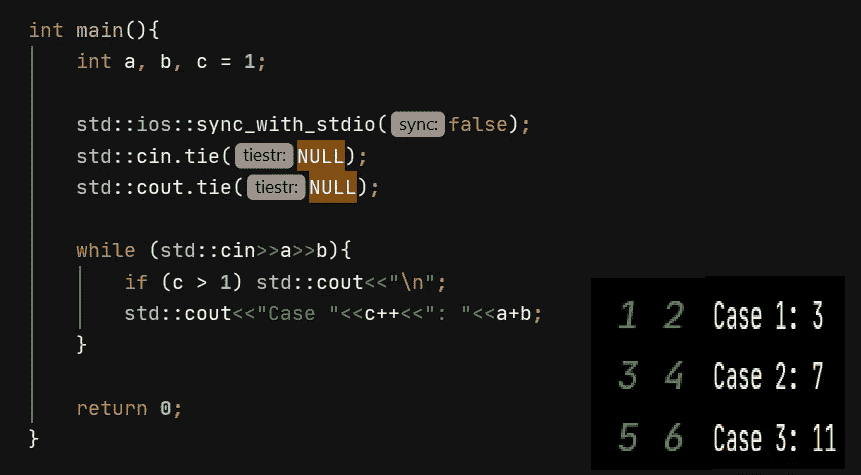 int main(){
int a, b, c = 1;
std::ios::sync_with_stdio( sync: false);
std::cin.tie( tiestr: NULL);
std::cout.tie( tiestr: NULL);
while (std::cin>>a>>b){
if (c > 1) std::cout<<"\n";
std::cout<<"Case "<<c++<<": "<<a+b;
}
return 0;
}
1 2 Case 1: 3
3 4 Case 2: 7
5 6 Case 3: 11